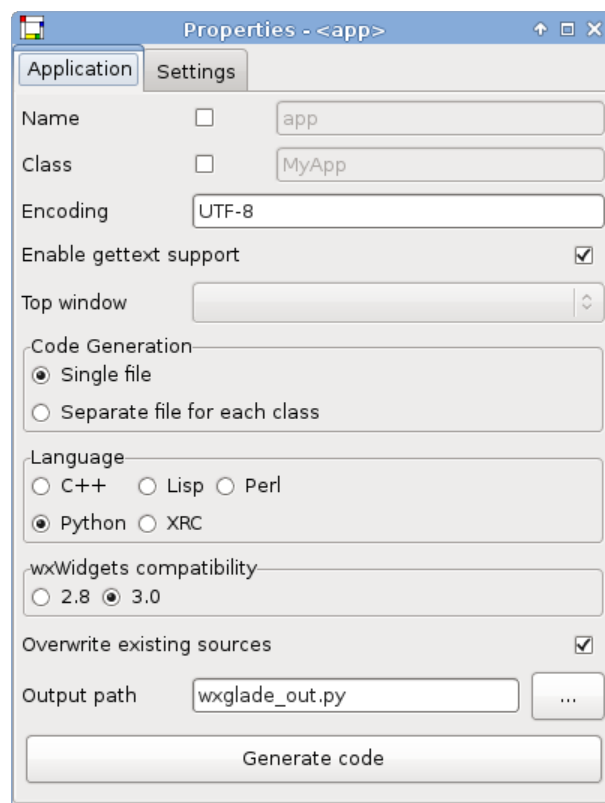 Properties - <app>
Application Settings
Name app
Class MyApp
Encoding UTF-8
Enable gettext support
Top window
Code Generation
Single file
Separate file for each class
Language
C++ Lisp Perl
Python XRC
wxWidgets compatibility
2.8 3.0
Overwrite existing sources
Output path wxglade_out.py ...
Generate code